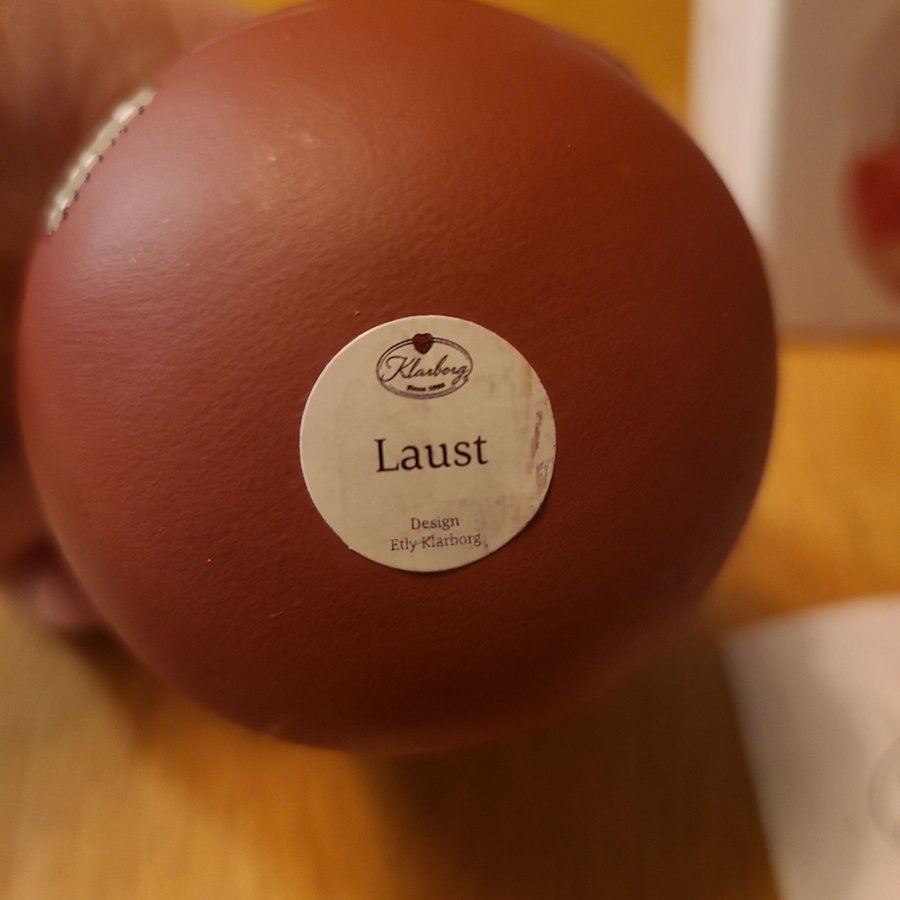 Klarborg
Laust
Design
Etly Klarborg